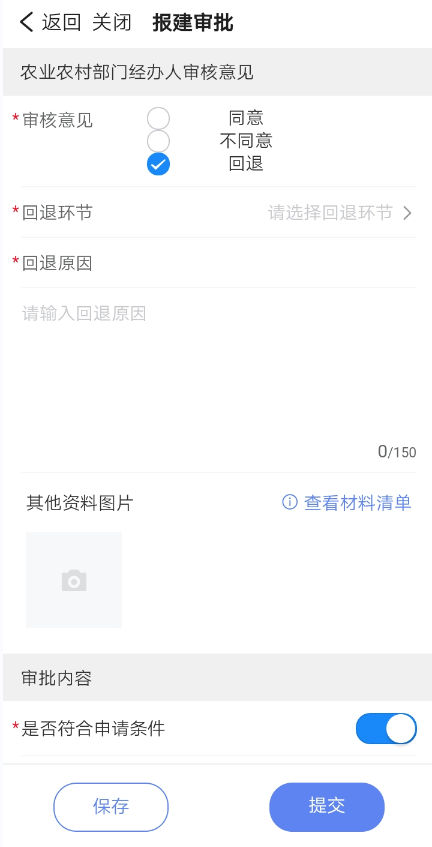 返回 关闭 报建审批
农业农村部门经办人审核意见
*审核意见
同意
不同意
回退
*回退环节 请选择回退环节
*回退原因
请输入回退原因
0/150
其他资料图片 查看材料清单
审批内容
*是否符合申请条件
保存 提交